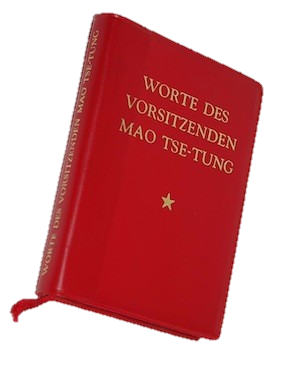 WORTE DES
VORSITZENDEN
MAO TSE-TUNG
WORTE DES VORSITZENDEN MAO TSE-TUNG